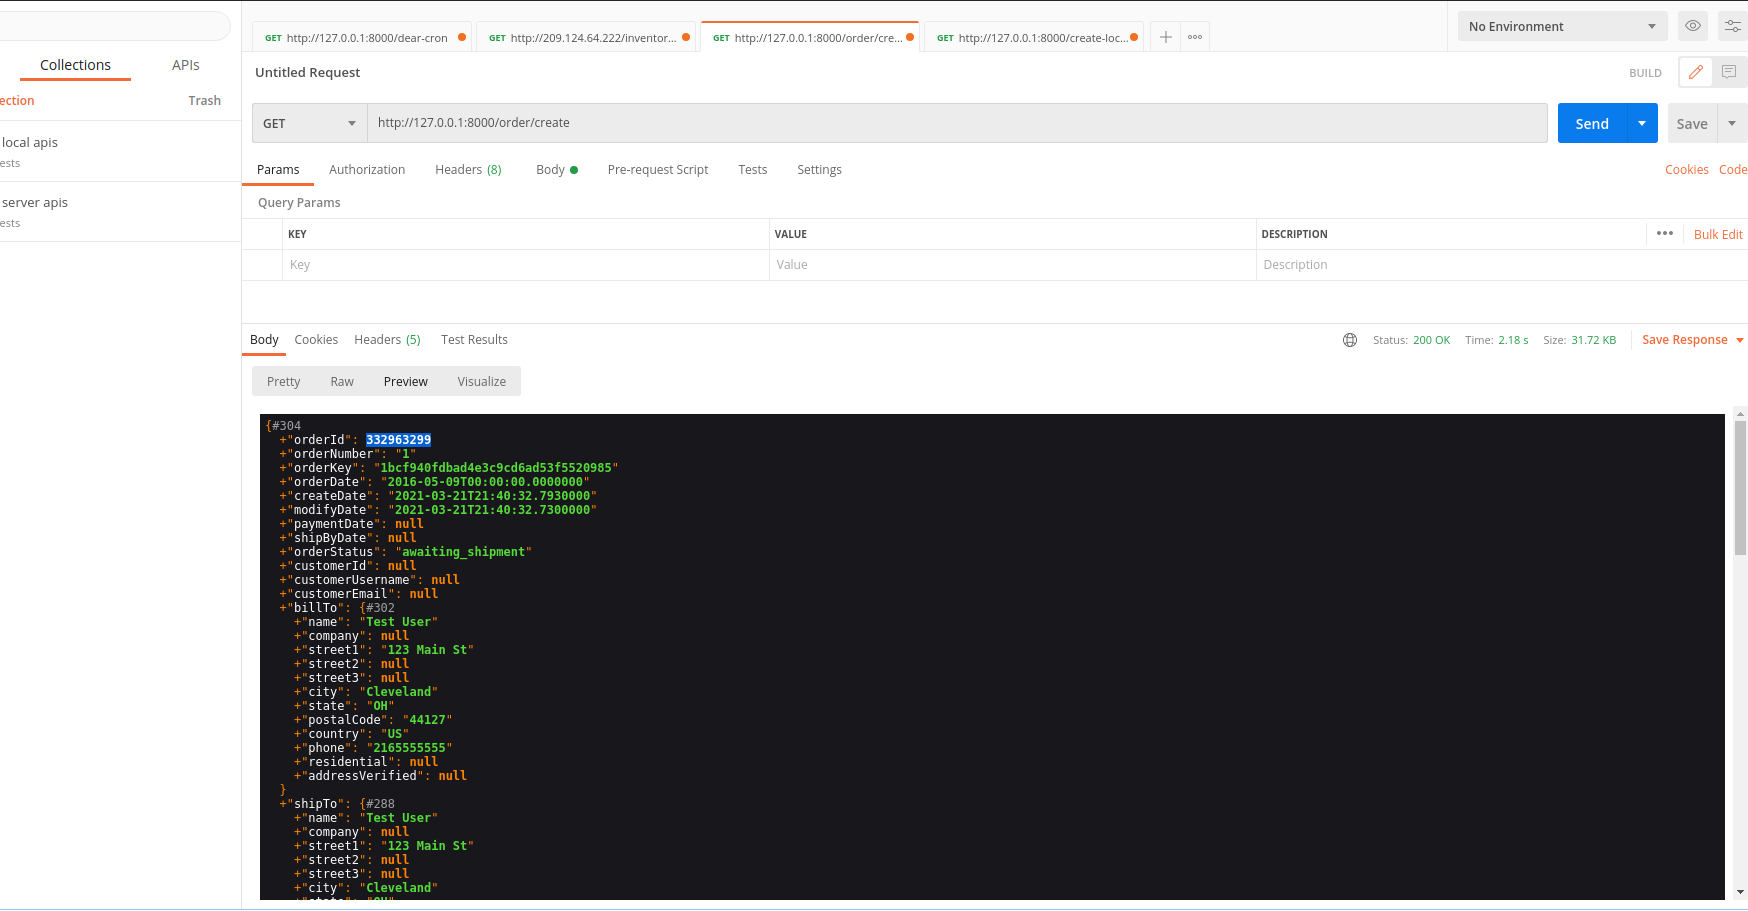 GET http://127.0.0.1:8000/dear-cron
GET http://209.124.64.222/inventor...
GET http://127.0.0.1:8000/order/cre...
GET http://127.0.0.1:8000/create-loc...
No Environment
Collections APIs
ection Trash
local apis
ests
server apis
ests
Untitled Request BUILD
GET http://127.0.0.1:8000/order/create Send Save
Params Authorization Headers (8) Body Pre-request Script Tests Settings Cookies Code
Query Params
KEY VALUE DESCRIPTION ••• Bulk Edit
Key Value Description
Body Cookies Headers (5) Test Results Status: 200 OK Time: 2.18 s Size: 31.72 KB Save Response
Pretty Raw Preview Visualize
{#304
+"orderId": 332963299
+"orderNumber": "1"
+"orderKey": "1bcf940fdbad4e3c9cd6ad53f5520985"
+"orderDate": "2016-05-09T00:00:00.0000000"
+"createDate": "2021-03-21T21:40:32.7930000"
+"modifyDate": "2021-03-21T21:40:32.7300000"
+"paymentDate": null
+"shipByDate": null
+"orderStatus": "awaiting_shipment"
+"customerId": null
+"customerUsername": null
+"customerEmail": null
+"billTo": {#302
+"name": "Test User"
+"company": null
+"street1": "123 Main St"
+"street2": null
+"street3": null
+"city": "Cleveland"
+"state": "OH"
+"postalCode": "44127"
+"country": "US"
+"phone": "2165555555"
+"residential": null
+"addressVerified": null
}
+"shipTo": {#288
+"name": "Test User"
+"company": null
+"street1": "123 Main St"
+"street2": null
+"street3": null
+"city": "Cleveland"
+"state": "OH"